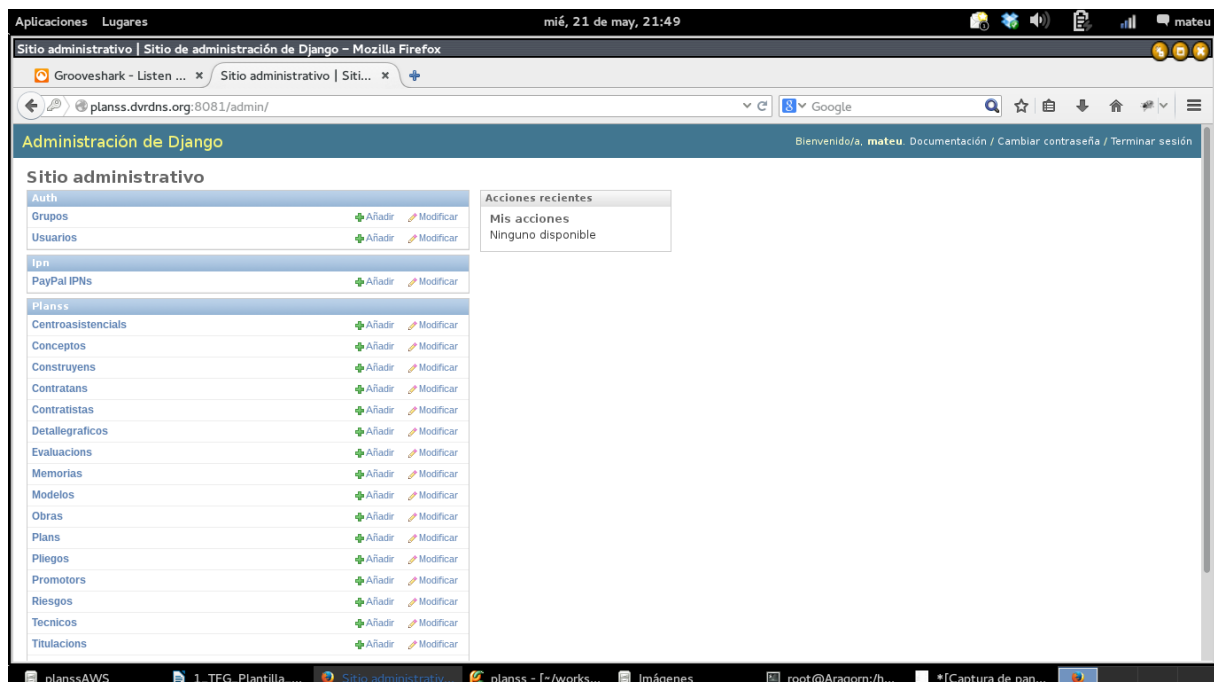 Aplicaciones Lugares mié, 21 de may, 21:49 mateu
Sitio administrativo | Sitio de administración de Django - Mozilla Firefox
Grooveshark - Listen ... Sitio administrativo | Siti...
planss.dvrdns.org:8081/admin/ Google
Administración de Django Bienvenido/a, mateu. Documentación / Cambiar contraseña / Terminar sesión
Sitio administrativo
Auth
Grupos Añadir Modificar
Usuarios Añadir Modificar
Ipn
PayPal IPNs Añadir Modificar
Planss
Centroasistencials Añadir Modificar
Conceptos Añadir Modificar
Construyens Añadir Modificar
Contratans Añadir Modificar
Contratistas Añadir Modificar
Detallegraficos Añadir Modificar
Evaluacions Añadir Modificar
Memorias Añadir Modificar
Modelos Añadir Modificar
Obras Añadir Modificar
Plans Añadir Modificar
Pliegos Añadir Modificar
Promotors Añadir Modificar
Riesgos Añadir Modificar
Tecnicos Añadir Modificar
Titulacions Añadir Modificar
Acciones recientes
Mis acciones
Ninguno disponible
planssAWS 1_TFG_Plantilla_... Sitio administrativ... planss - [~/works... Imágenes root@Aragorn:/h... *[Captura de pan...